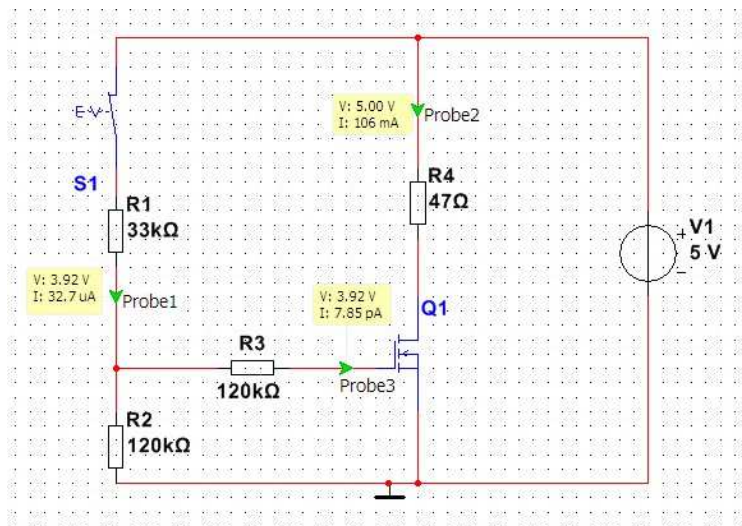 V: 5.00 V
I: 106 mA
Probe2
S1
R4
47Ω
R1
33kΩ
V1
5 V
V: 3.92 V
I: 32.7 uA
Probe1
V: 3.92 V
I: 7.85 pA
Q1
R3
120kΩ
Probe3
R2
120kΩ